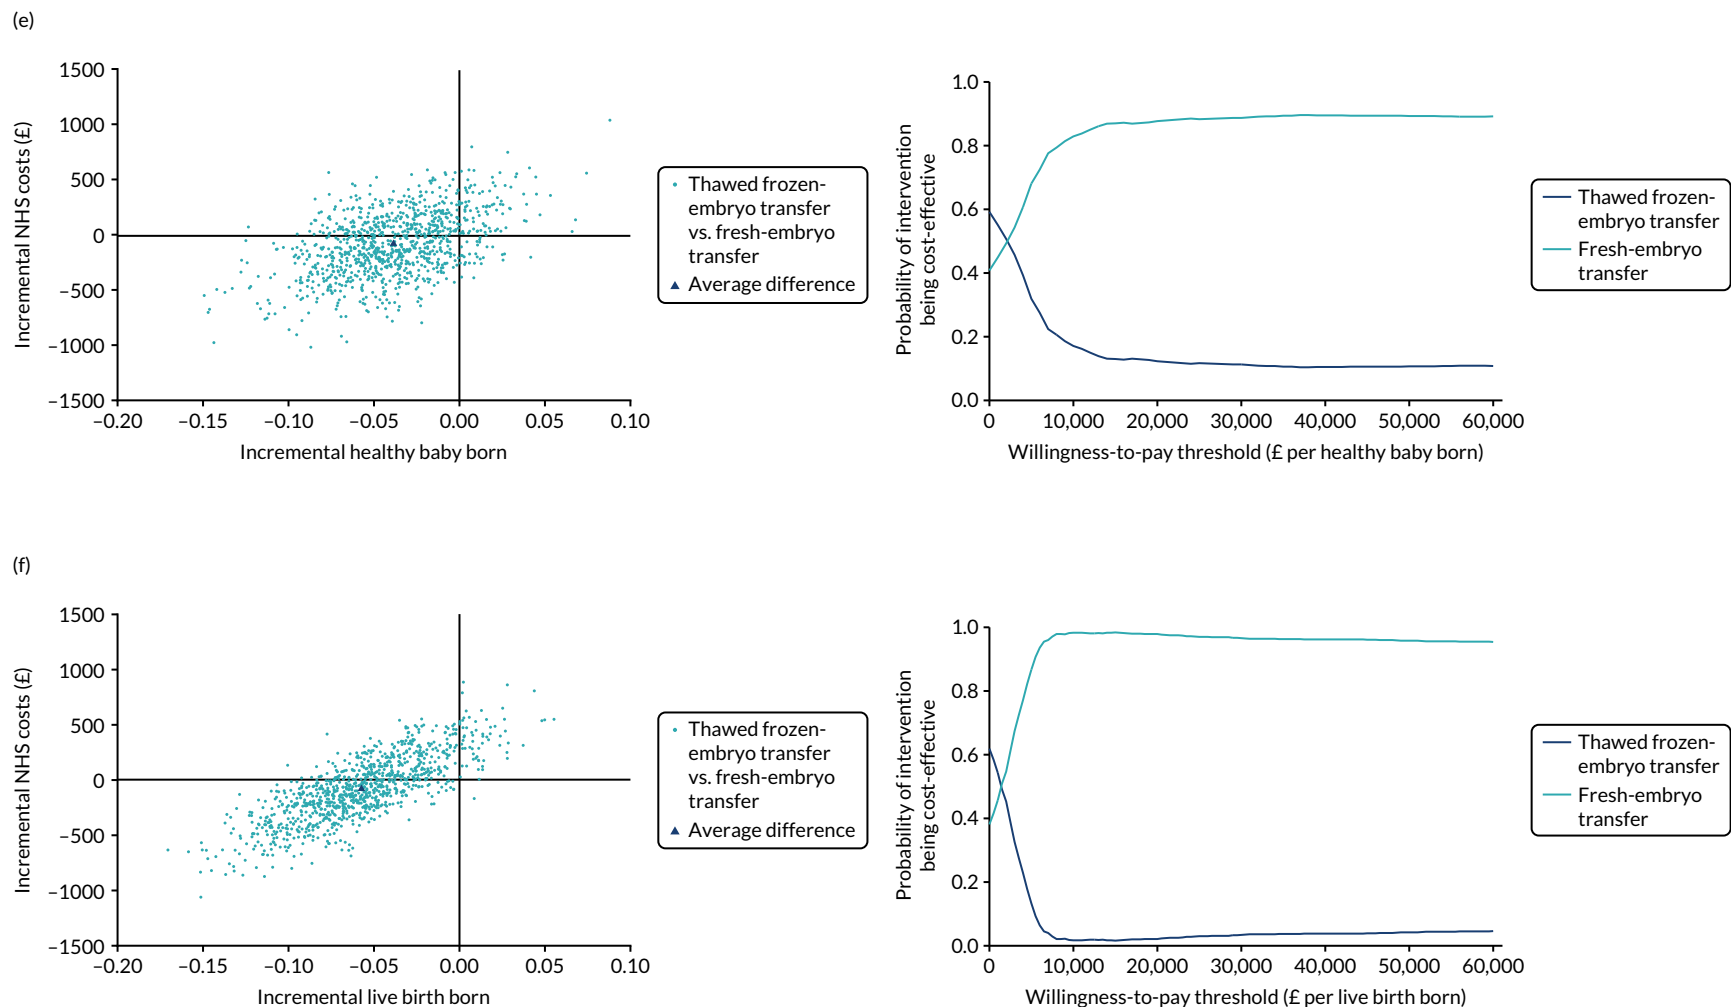 (e)
1500
1000
500
0
−500
−1000
−1500
−0.20
−0.15
−0.10
−0.05
0.00
0.05
0.10
Incremental NHS costs (£)
Incremental healthy baby born
Thawed frozen-
embryo transfer
vs. fresh-embryo
transfer
Average difference
1.0
0.8
0.6
0.4
0.2
0.0
0
10,000
20,000
30,000
40,000
50,000
60,000
Probability of intervention
being cost-effective
Willingness-to-pay threshold (£ per healthy baby born)
Thawed frozen-
embryo transfer
Fresh-embryo
transfer
(f)
1500
1000
500
0
−500
−1000
−1500
−0.20
−0.15
−0.10
−0.05
0.00
0.05
0.10
Incremental NHS costs (£)
Incremental live birth born
Thawed frozen-
embryo transfer
vs. fresh-embryo
transfer
Average difference
1.0
0.8
0.6
0.4
0.2
0.0
0
10,000
20,000
30,000
40,000
50,000
60,000
Probability of intervention
being cost-effective
Willingness-to-pay threshold (£ per live birth born)
Thawed frozen-
embryo transfer
Fresh-embryo
transfer